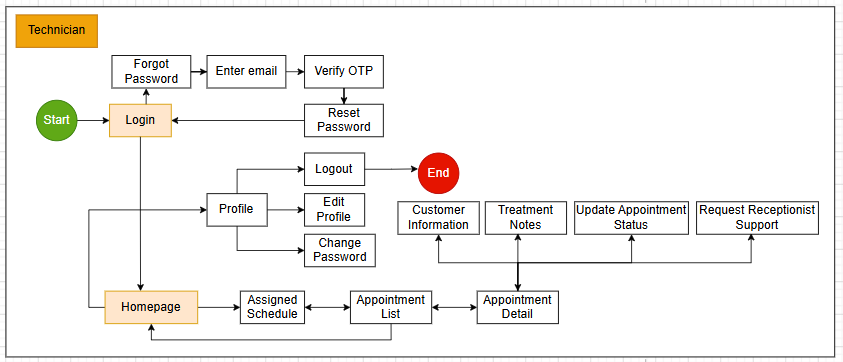 Technician
Forgot
Password
Enter email
Verify OTP
Start
Login
Reset
Password
Logout
End
Profile
Edit
Profile
Change
Password
Customer
Information
Treatment
Notes
Update Appointment
Status
Request Receptionist
Support
Homepage
Assigned
Schedule
Appointment
List
Appointment
Detail